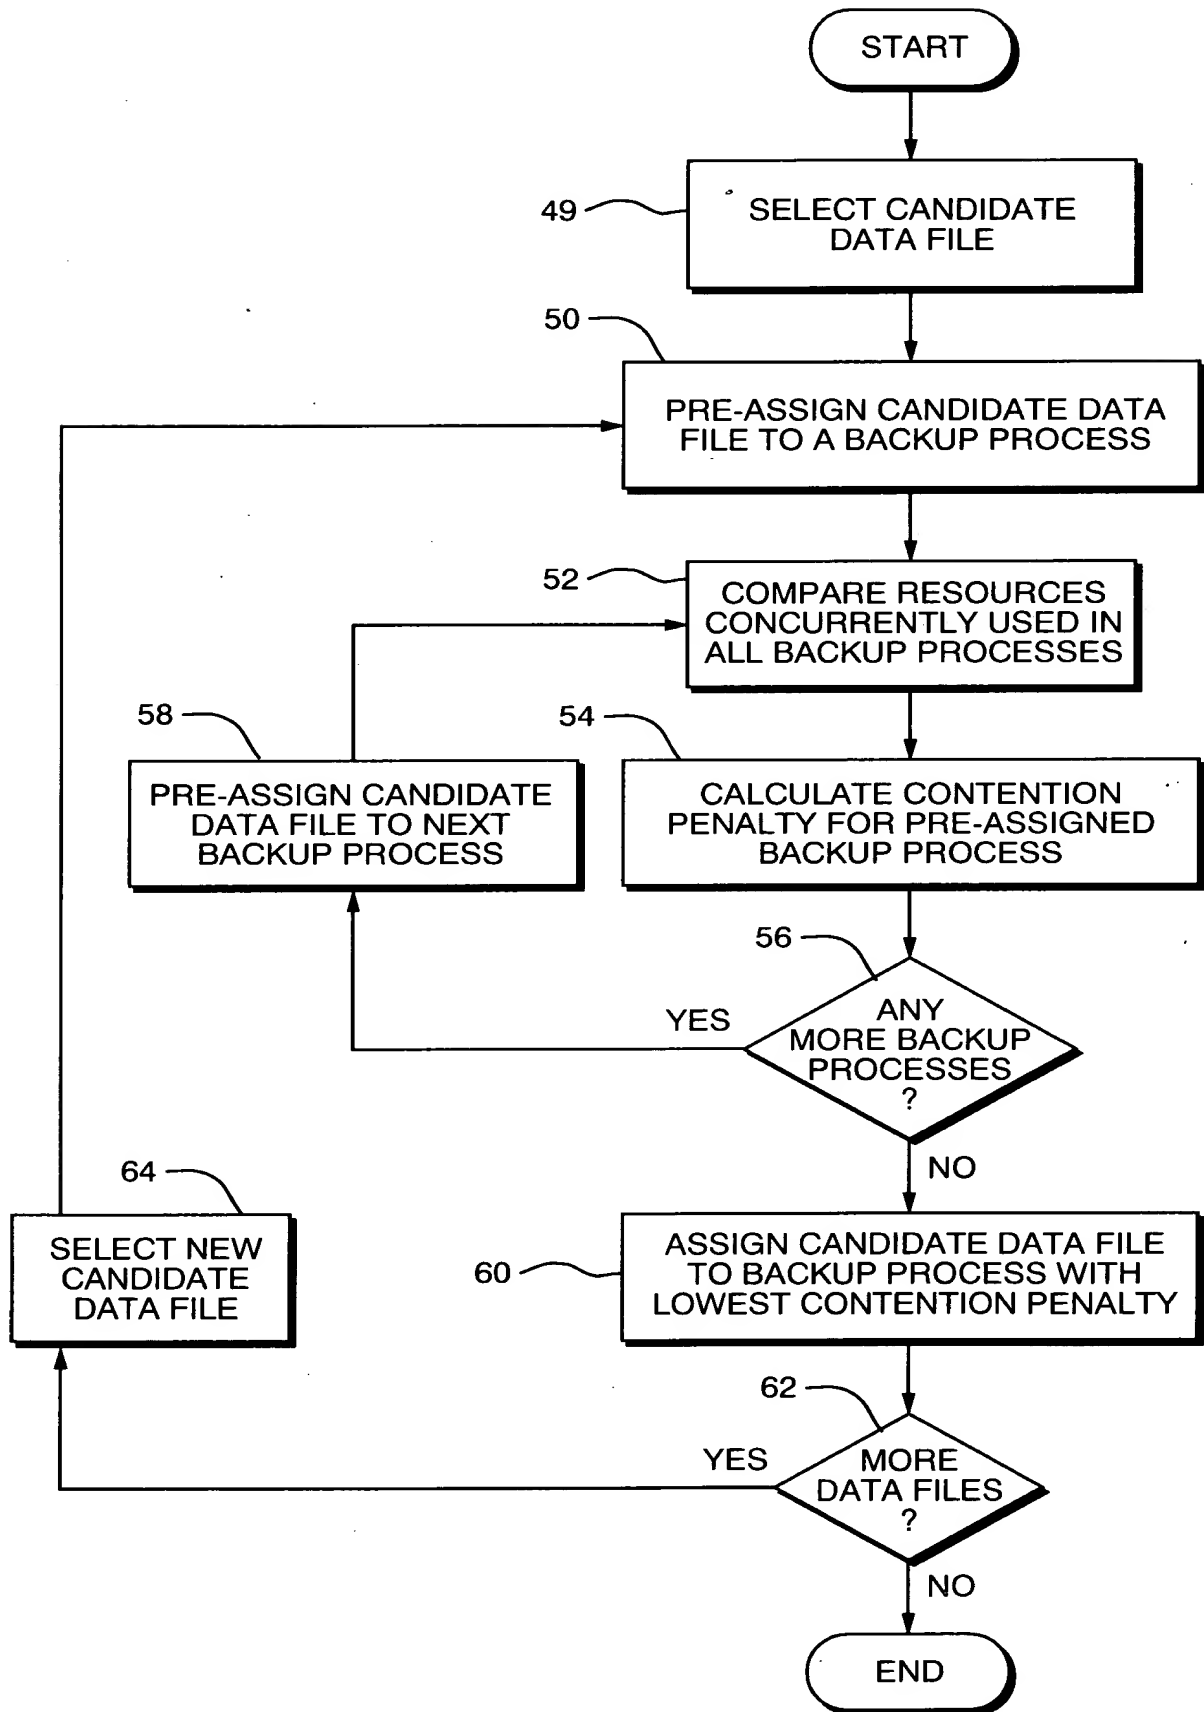 START
49
SELECT CANDIDATE
DATA FILE
50
PRE-ASSIGN CANDIDATE DATA
FILE TO A BACKUP PROCESS
52
COMPARE RESOURCES
CONCURRENTLY USED IN
ALL BACKUP PROCESSES
58
PRE-ASSIGN CANDIDATE
DATA FILE TO NEXT
BACKUP PROCESS
54
CALCULATE CONTENTION
PENALTY FOR PRE-ASSIGNED
BACKUP PROCESS
56
ANY
MORE BACKUP
PROCESSES
?
YES
NO
64
SELECT NEW
CANDIDATE
DATA FILE
60
ASSIGN CANDIDATE DATA FILE
TO BACKUP PROCESS WITH
LOWEST CONTENTION PENALTY
62
MORE
DATA FILES
?
YES
NO
END